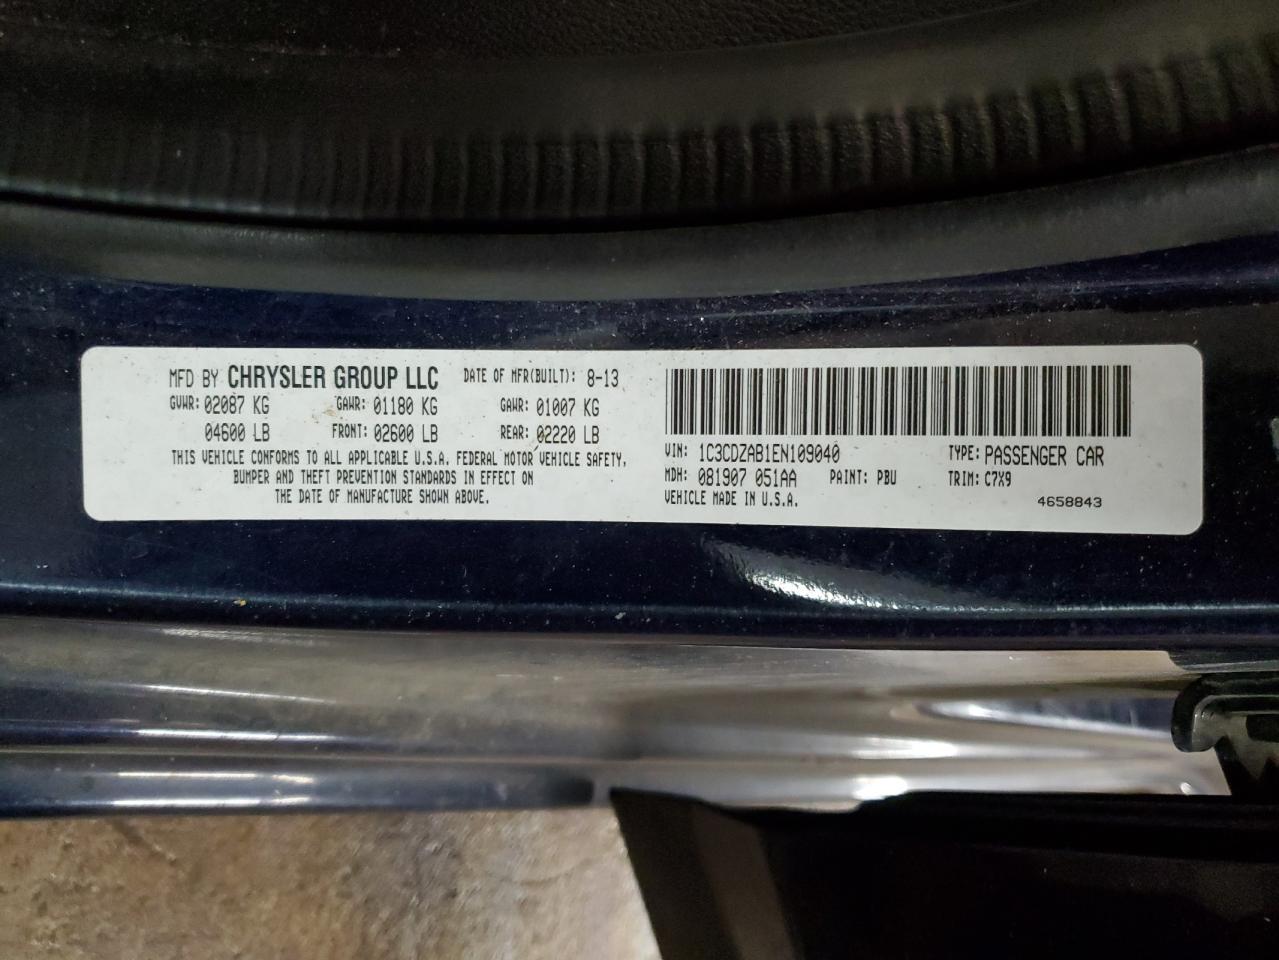 MFD BY CHRYSLER GROUP LLC DATE OF MFR(BUILT): 8-13
GVWR: 02087 KG GAWR: 01180 KG GAWR: 01007 KG
04600 LB FRONT: 02600 LB REAR: 02220 LB
THIS VEHICLE CONFORMS TO ALL APPLICABLE U.S.A. FEDERAL MOTOR VEHICLE SAFETY,
BUMPER AND THEFT PREVENTION STANDARDS IN EFFECT ON
THE DATE OF MANUFACTURE SHOWN ABOVE.
VIN: 1C3CDZAB1EN109040 TYPE: PASSENGER CAR
MDH: 081907 051AA PAINT: PBU TRIM: C7X9
VEHICLE MADE IN U.S.A. 4658843